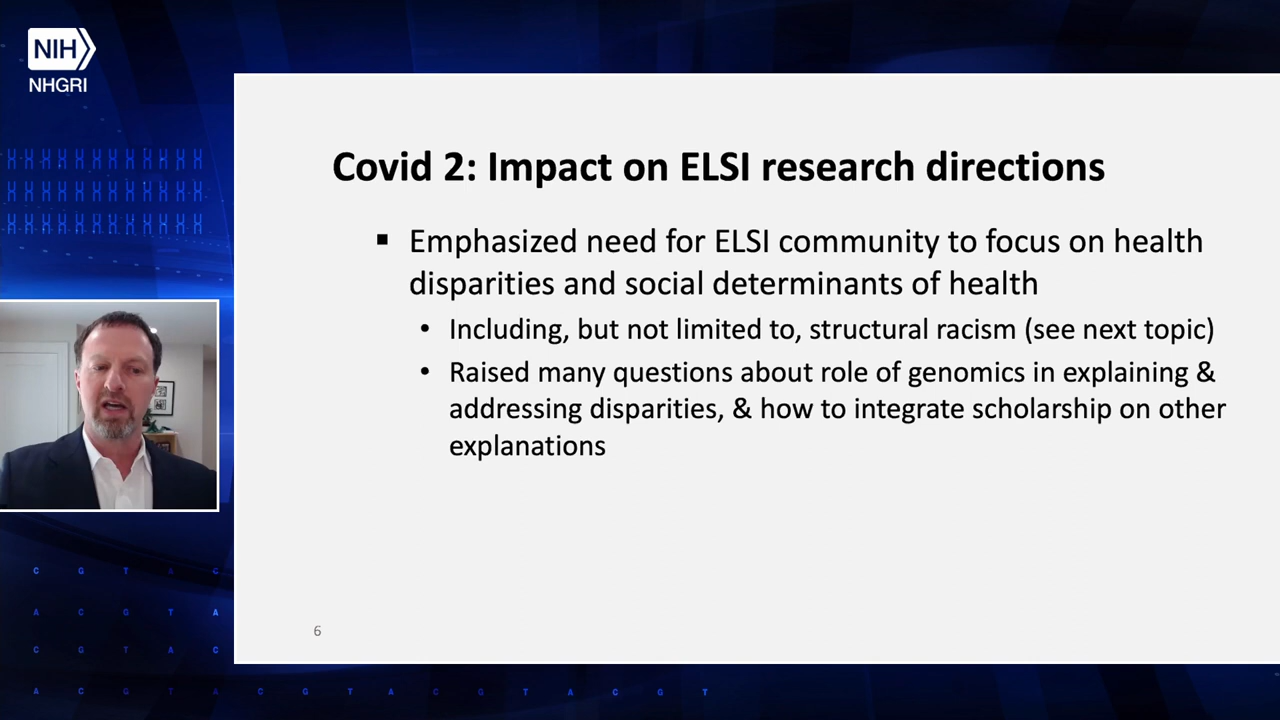 NIH
NHGRI
Covid 2: Impact on ELSI research directions
Emphasized need for ELSI community to focus on health
disparities and social determinants of health
Including, but not limited to, structural racism (see next topic)
Raised many questions about role of genomics in explaining &
addressing disparities, & how to integrate scholarship on other
explanations
6
C G T A C
A C G T A
C G T A C
A C G T A C G T A C G T A C G T